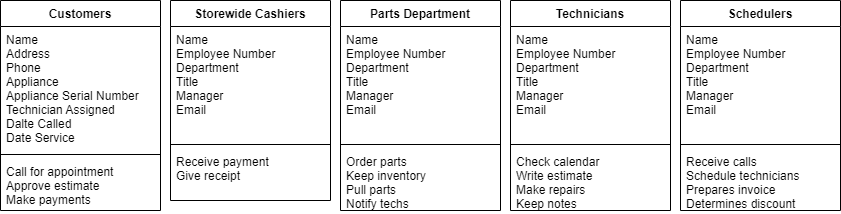 Customers
Name
Address
Phone
Appliance
Appliance Serial Number
Technician Assigned
Dalte Called
Date Service
Call for appointment
Approve estimate
Make payments
Storewide Cashiers
Name
Employee Number
Department
Title
Manager
Email
Receive payment
Give receipt
Parts Department
Name
Employee Number
Department
Title
Manager
Email
Order parts
Keep inventory
Pull parts
Notify techs
Technicians
Name
Employee Number
Department
Title
Manager
Email
Check calendar
Write estimate
Make repairs
Keep notes
Schedulers
Name
Employee Number
Department
Title
Manager
Email
Receive calls
Schedule technicians
Prepares invoice
Determines discount